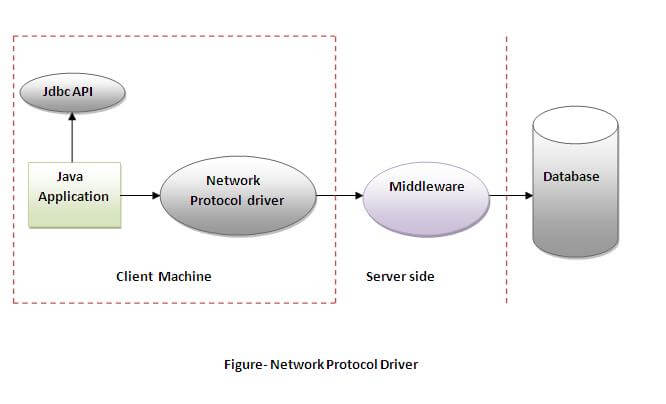 Jdbc API
Java
Application
Network
Protocol driver
Middleware
Database
Client Machine
Server side
Figure- Network Protocol Driver